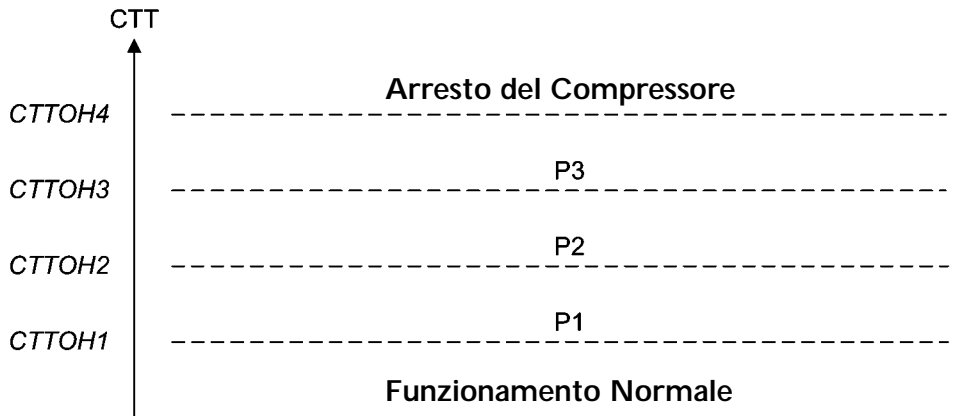 CTT
Arresto del Compressore
CTTOH4
P3
CTTOH3
P2
CTTOH2
P1
CTTOH1
Funzionamento Normale